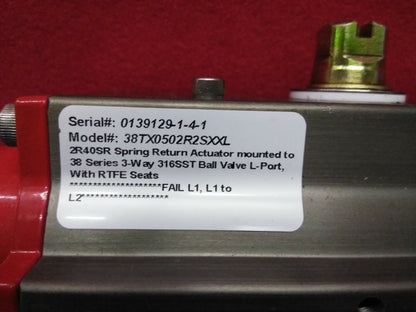 Serial#: 0139129-1-4-1
Model#: 38TX0502R2SXXL
2R40SR Spring Return Actuator mounted to
38 Series 3-Way 316SST Ball Valve L-Port,
With RTFE Seats
********************FAIL L1, L1 to
L2*******************